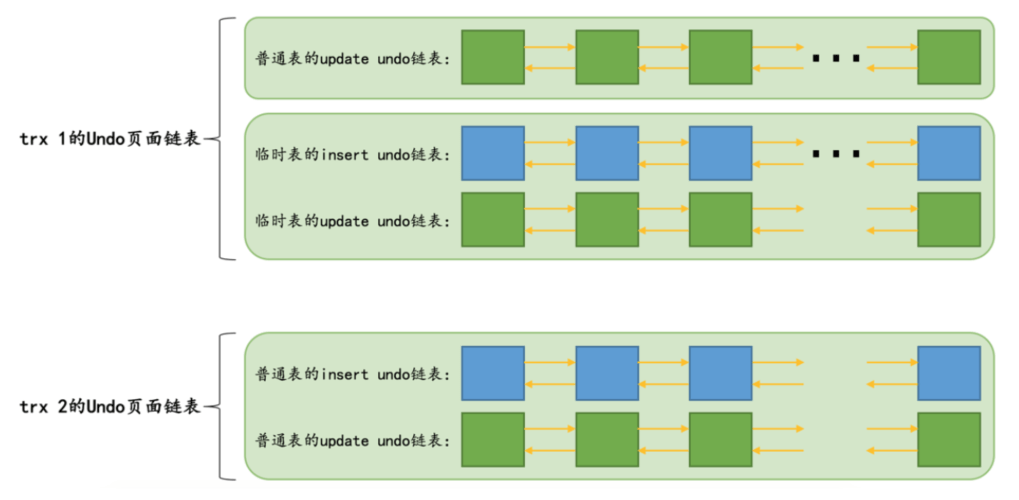 普通表的update undo链表：
trx 1的Undo页面链表
临时表的insert undo链表：
临时表的update undo链表：
普通表的insert undo链表：
trx 2的Undo页面链表
普通表的update undo链表：